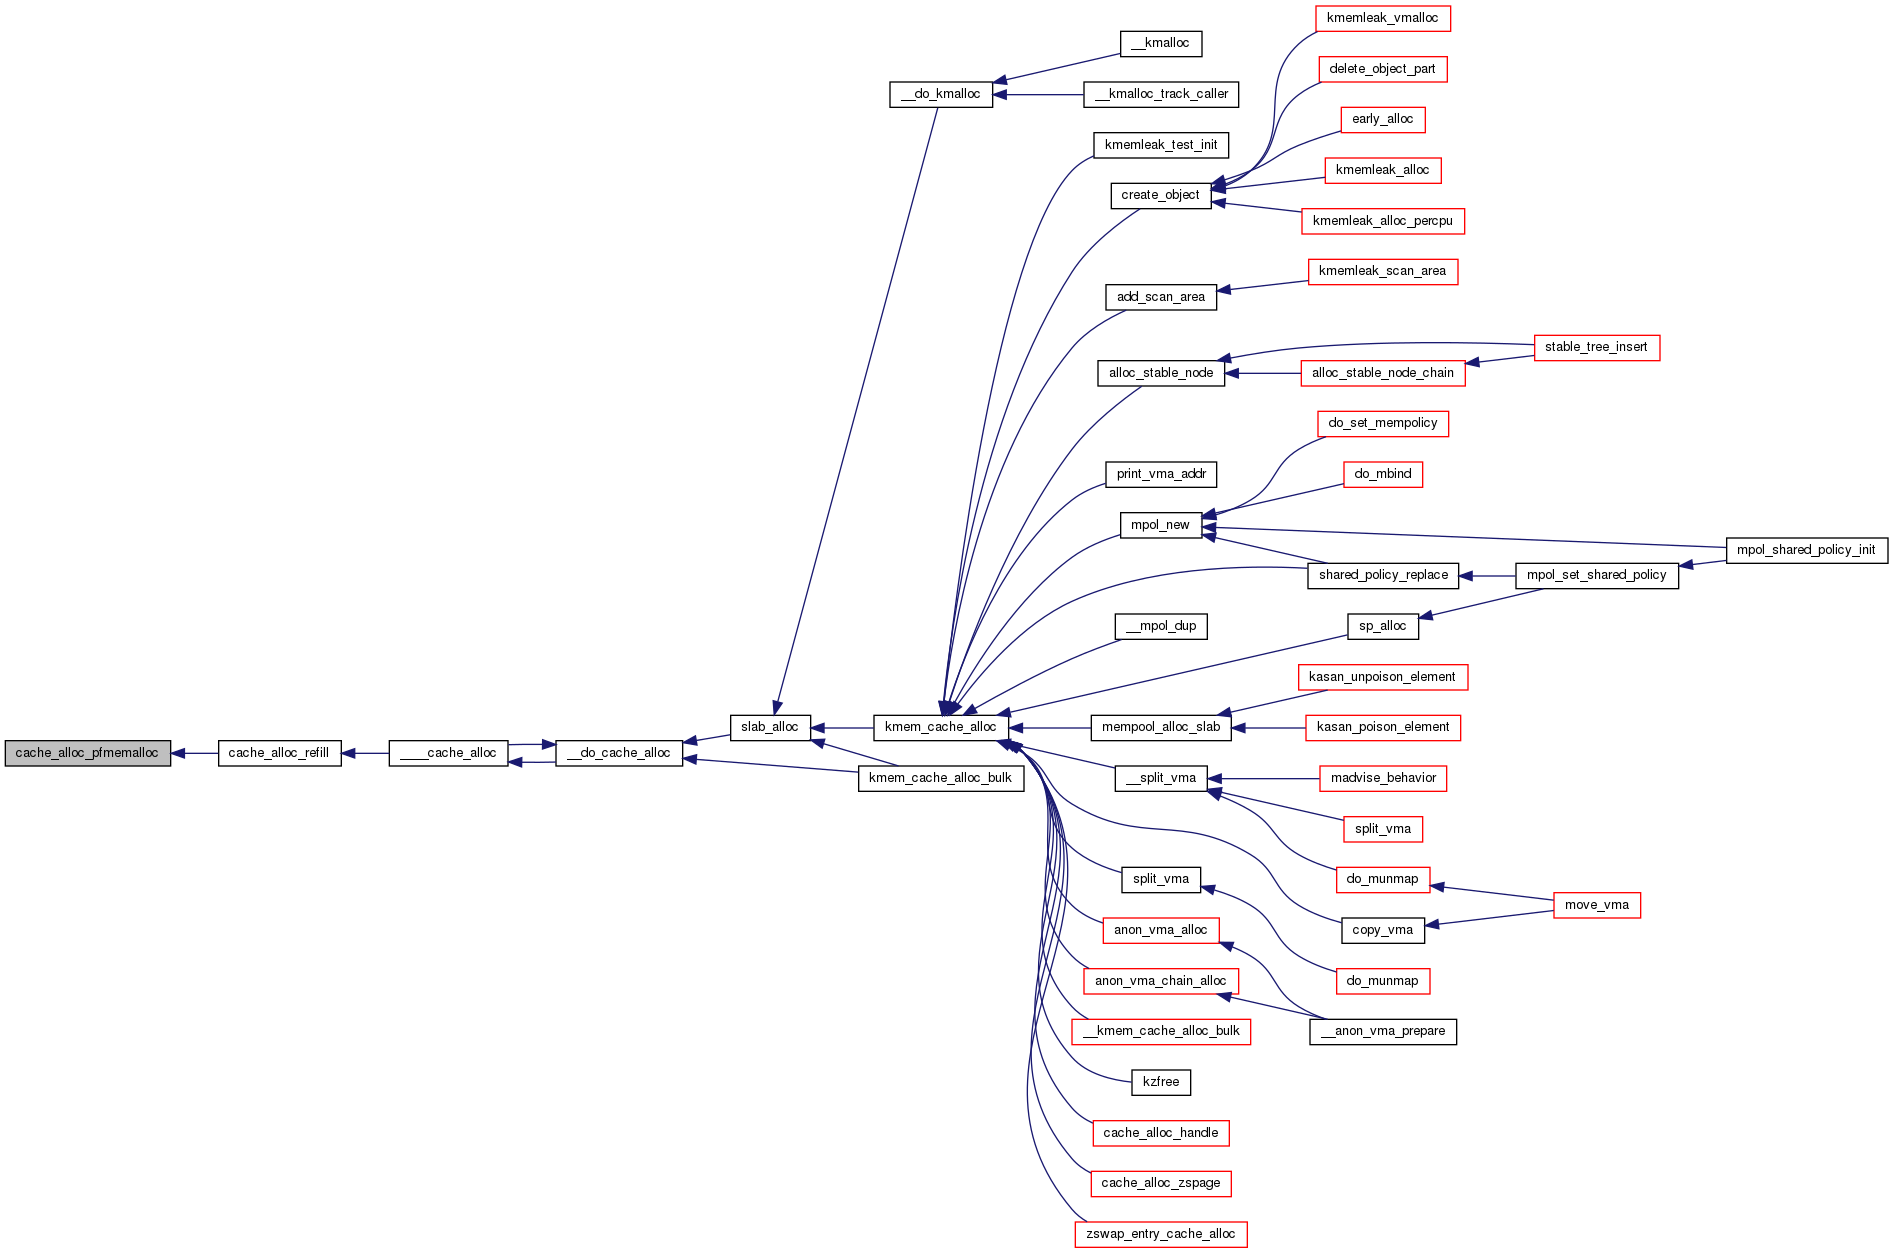 kmemleak_vmalloc
__kmalloc
delete_object_part
__do_kmalloc
__kmalloc_track_caller
early_alloc
kmemleak_test_init
kmemleak_alloc
create_object
kmemleak_alloc_percpu
kmemleak_scan_area
add_scan_area
stable_tree_insert
alloc_stable_node
alloc_stable_node_chain
do_set_mempolicy
print_vma_addr
do_mbind
mpol_new
mpol_shared_policy_init
shared_policy_replace
mpol_set_shared_policy
__mpol_dup
sp_alloc
kasan_unpoison_element
slab_alloc
kmem_cache_alloc
mempool_alloc_slab
kasan_poison_element
cache_alloc_pfmemalloc
cache_alloc_refill
____cache_alloc
__do_cache_alloc
kmem_cache_alloc_bulk
__split_vma
madvise_behavior
split_vma
split_vma
do_munmap
move_vma
anon_vma_alloc
copy_vma
anon_vma_chain_alloc
do_munmap
__kmem_cache_alloc_bulk
__anon_vma_prepare
kzfree
cache_alloc_handle
cache_alloc_zspage
zswap_entry_cache_alloc